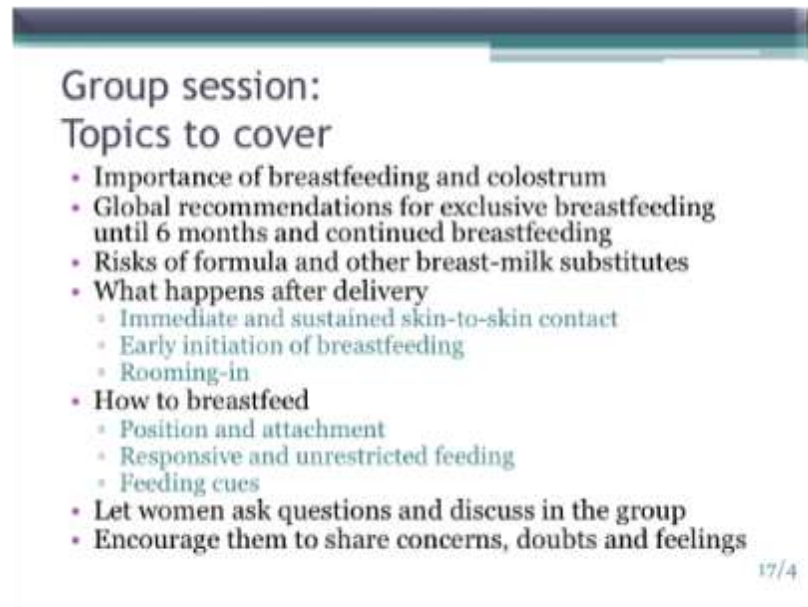 Group session:
Topics to cover
• Importance of breastfeeding and colostrum
• Global recommendations for exclusive breastfeeding
until 6 months and continued breastfeeding
• Risks of formula and other breast-milk substitutes
• What happens after delivery
▫ Immediate and sustained skin-to-skin contact
▫ Early initiation of breastfeeding
▫ Rooming-in
• How to breastfeed
▫ Position and attachment
▫ Responsive and unrestricted feeding
▫ Feeding cues
• Let women ask questions and discuss in the group
• Encourage them to share concerns, doubts and feelings
17/4